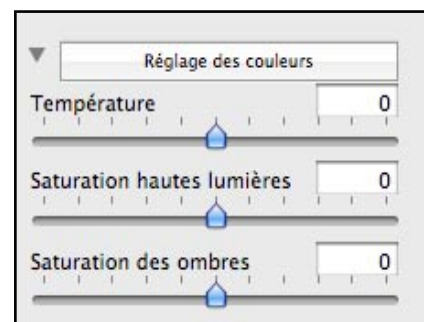 Réglage des couleurs
Température 0
Saturation hautes lumières 0
Saturation des ombres 0